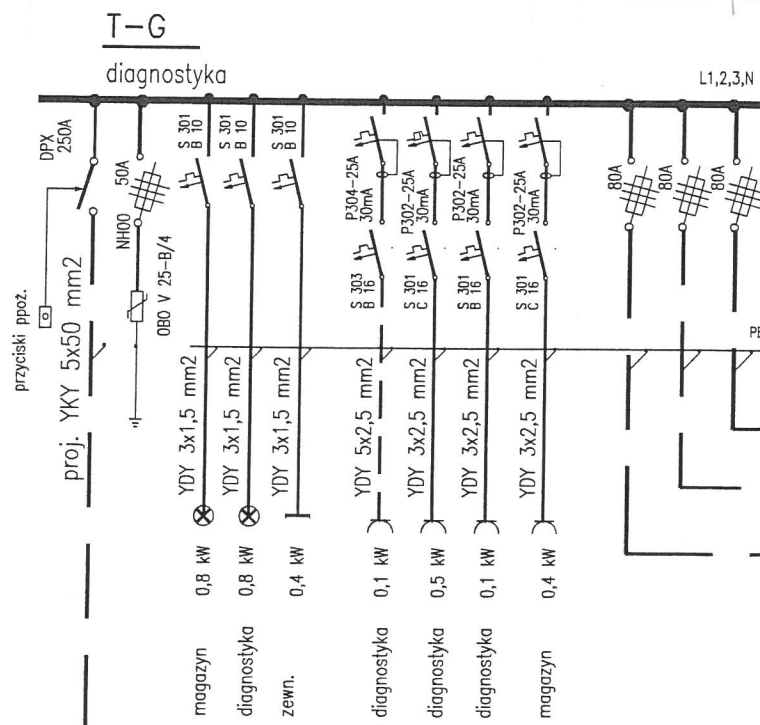 T-G
diagnostyka
L1,2,3,N
DPX
250A
50A
NH00
OBO V 25-B/4
przyciski ppoż.
proj. YKY 5x50 mm2
S 301
B 10
S 301
B 10
S 301
B 10
P304-25A
30mA
P302-25A
30mA
P302-25A
30mA
P302-25A
30mA
S 303
B 16
S 301
C 16
S 301
B 16
S 301
C 16
80A
80A
80A
PE
YDY 3x1,5 mm2
YDY 3x1,5 mm2
YDY 3x1,5 mm2
YDY 5x2,5 mm2
YDY 3x2,5 mm2
YDY 3x2,5 mm2
YDY 3x2,5 mm2
0,8 kW
0,8 kW
0,4 kW
0,1 kW
0,5 kW
0,1 kW
0,4 kW
magazyn
diagnostyka
zewn.
diagnostyka
diagnostyka
diagnostyka
magazyn